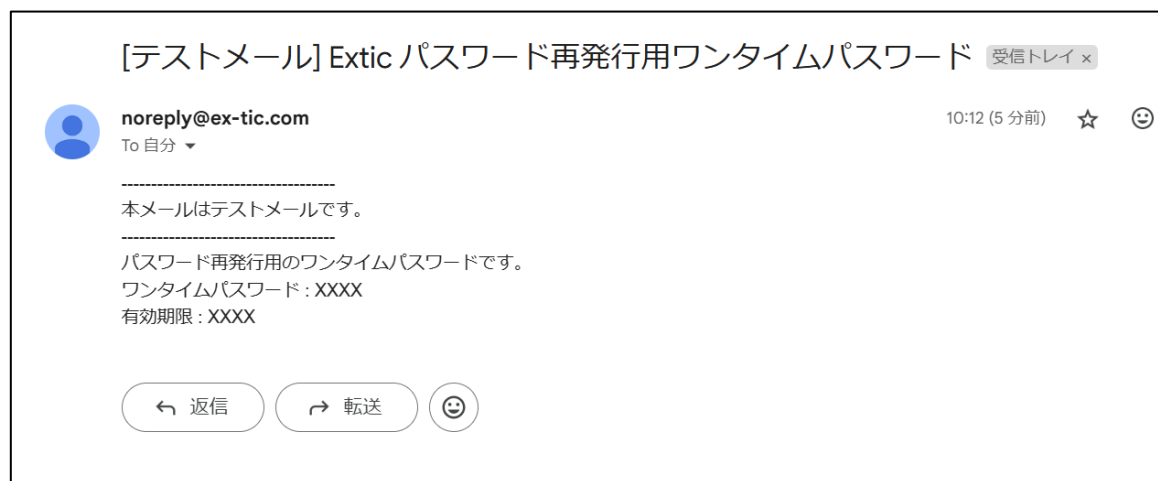 [テストメール] Extic パスワード再発行用ワンタイムパスワード 受信トレイ ×
noreply@ex-tic.com 10:12 (5 分前)
To 自分
-----------------------------------
本メールはテストメールです。
-----------------------------------
パスワード再発行用のワンタイムパスワードです。
ワンタイムパスワード : XXXX
有効期限 : XXXX
返信 転送